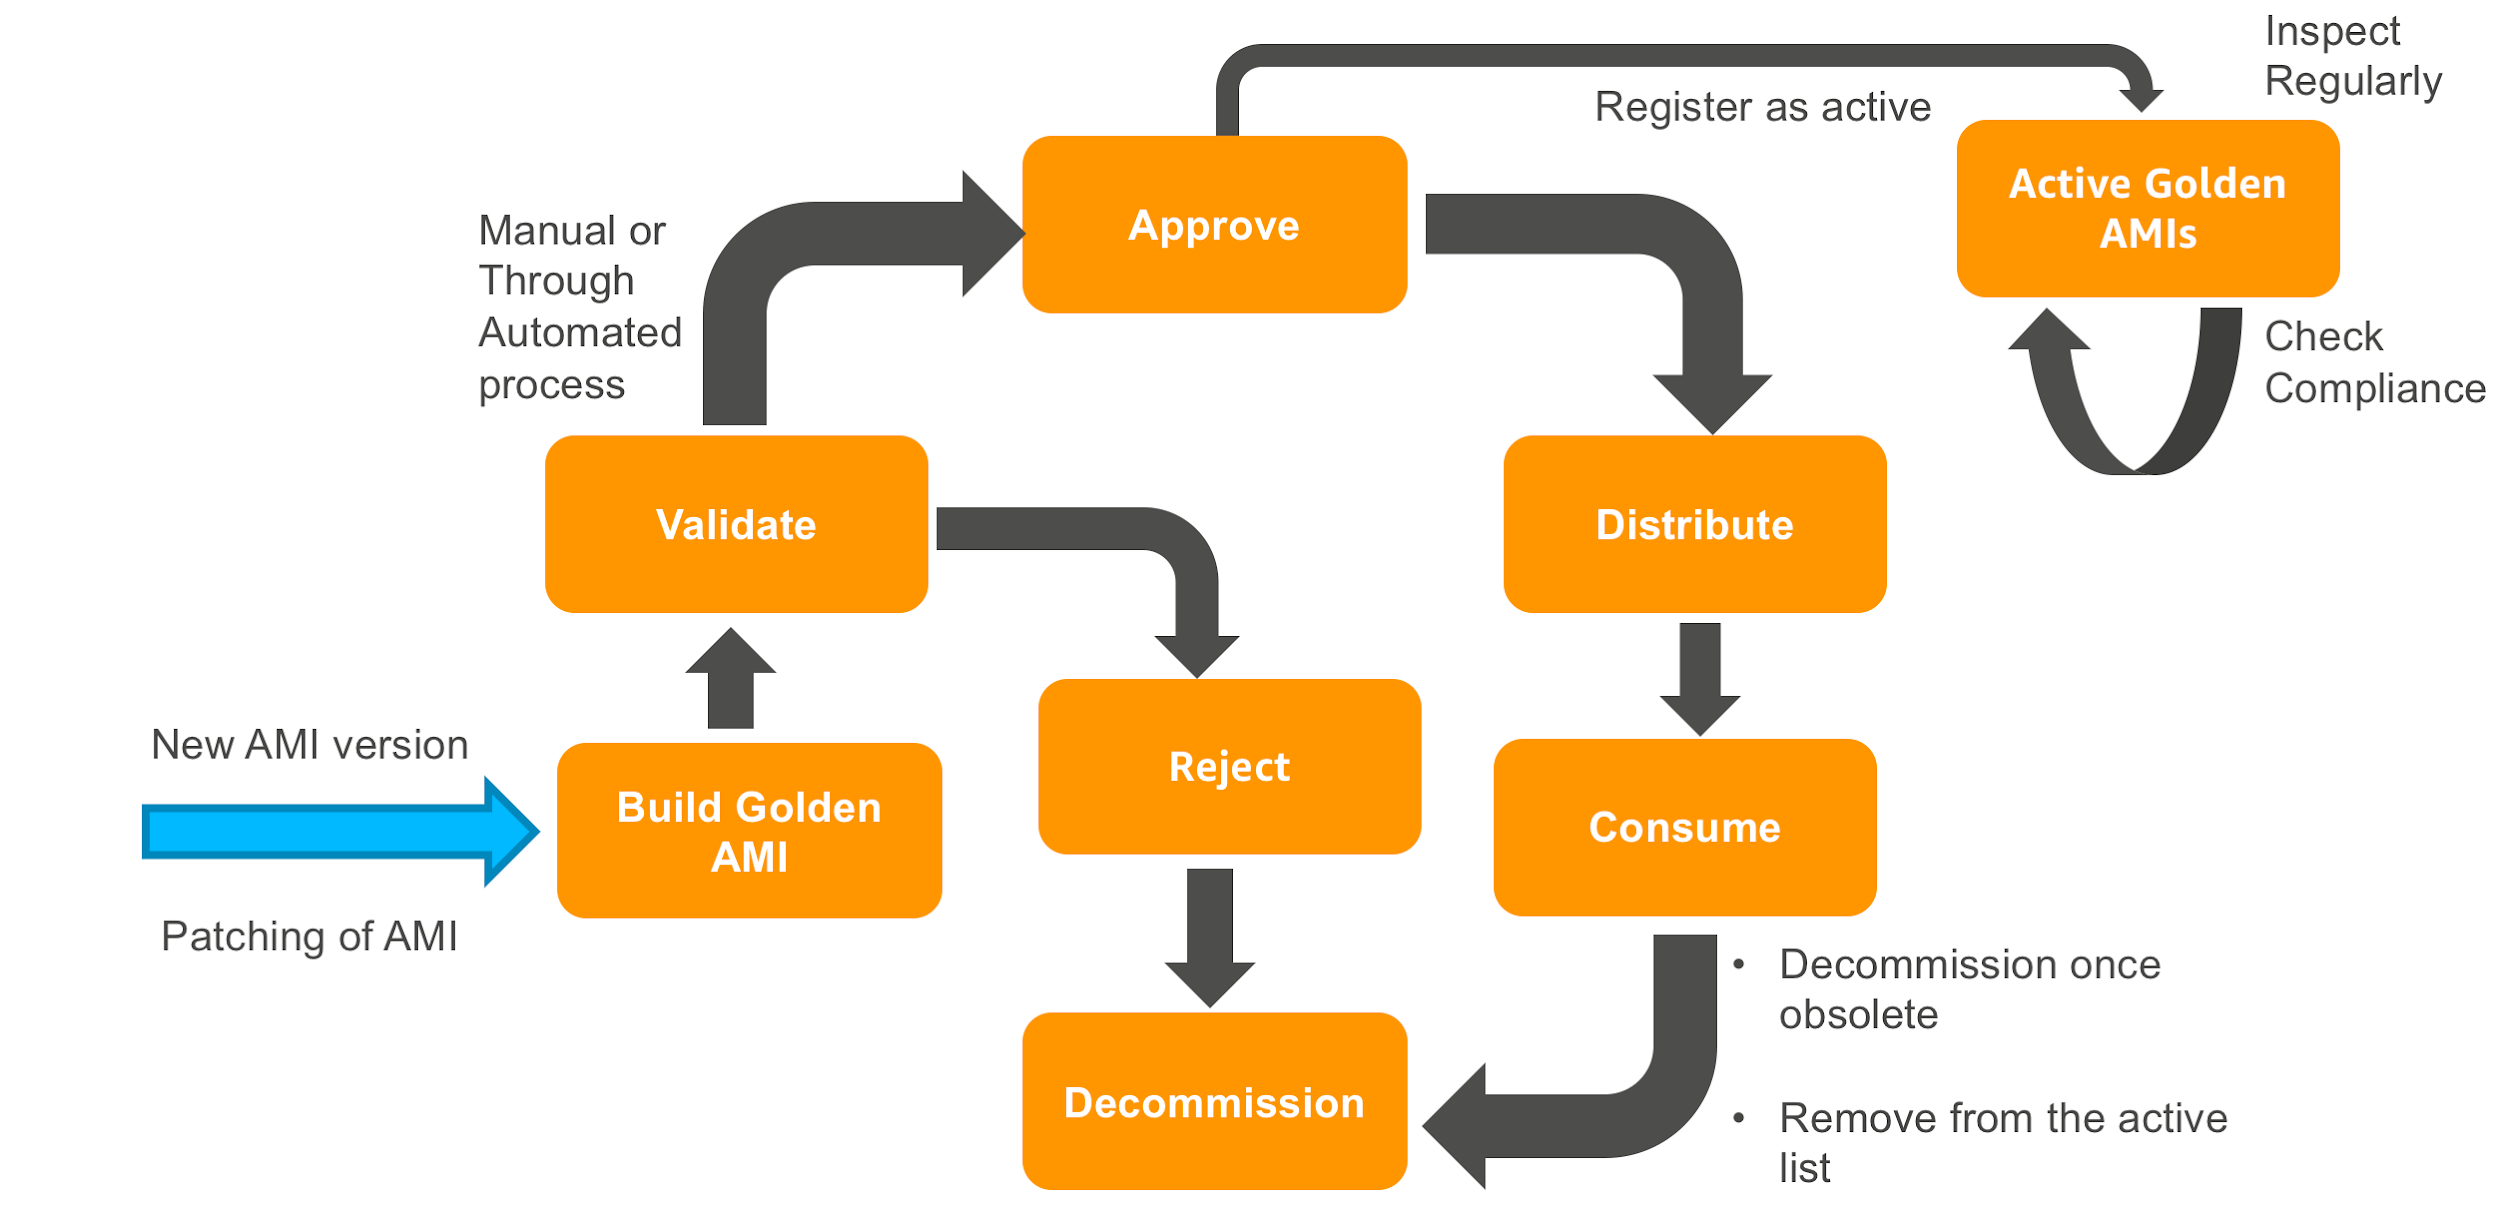 Inspect
Regularly
Register as active
Active Golden
AMIs
Approve
Manual or
Through
Automated
process
Check
Compliance
Validate
Distribute
New AMI version
Reject
Build Golden
AMI
Consume
Patching of AMI
• Decommission once
obsolete
Decommission
• Remove from the active
list